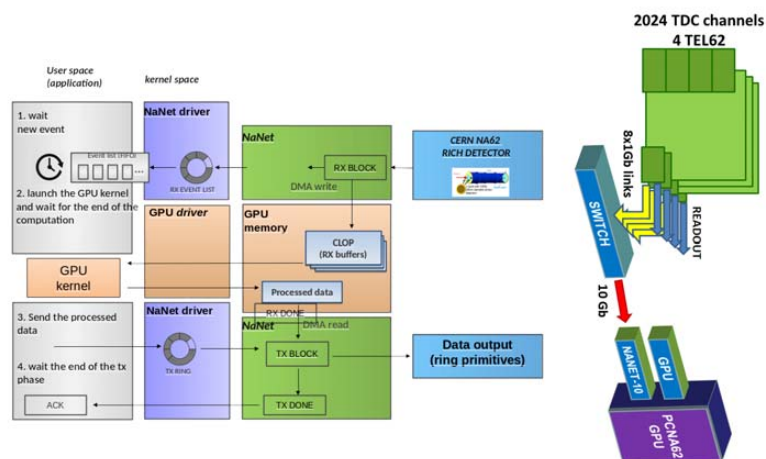 2024 TDC channels
4 TEL62
User space
(application)
kernel space
1. wait
new event
Event list (FIFO)
...
2. launch the GPU kernel
and wait for the end of the
computation
NaNet driver
RX EVENT LIST
NaNet
RX BLOCK
DMA write
CERN NA62
RICH DETECTOR
GPU driver
GPU
memory
CLOP
(RX buffers)
GPU
kernel
Processed data
RX DONE
3. Send the processed
data
4. wait the end of the tx
phase
ACK
NaNet driver
TX RING
NaNet
DMA read
TX BLOCK
TX DONE
Data output
(ring primitives)
8x1Gb links
READOUT
SWITCH
10 Gb
NANET-10
GPU
PCNA62
GPU